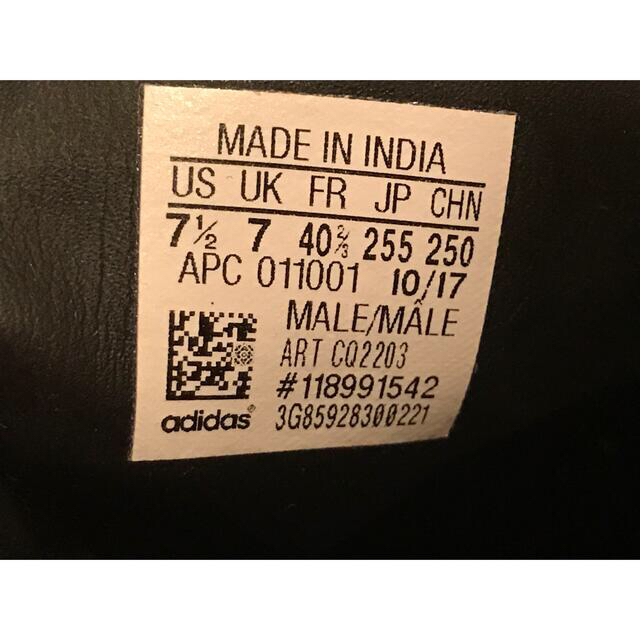 MADE IN INDIA
US UK FR JP CHN
7½ 7 40⅔ 255 250
APC 011001 10/17
MALE/MÂLE
ART CQ2203
#118991542
adidas® 3G85928300221